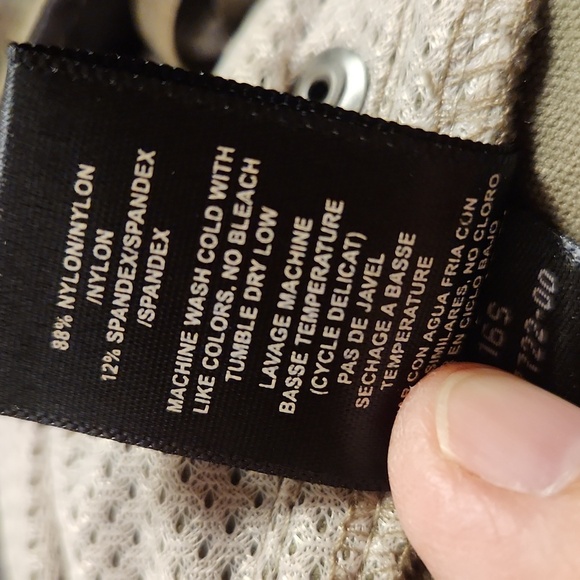 88% NYLON/NYLON
/NYLON
12% SPANDEX/SPANDEX
/SPANDEX
MACHINE WASH COLD WITH
LIKE COLORS. NO BLEACH
TUMBLE DRY LOW
LAVAGE MACHINE
BASSE TEMPERATURE
(CYCLE DELICAT)
PAS DE JAVEL
SECHAGE A BASSE
TEMPERATURE
CON AGUA FRIA CON
SIMILARES, NO CLORO
EN CICLO BAJO